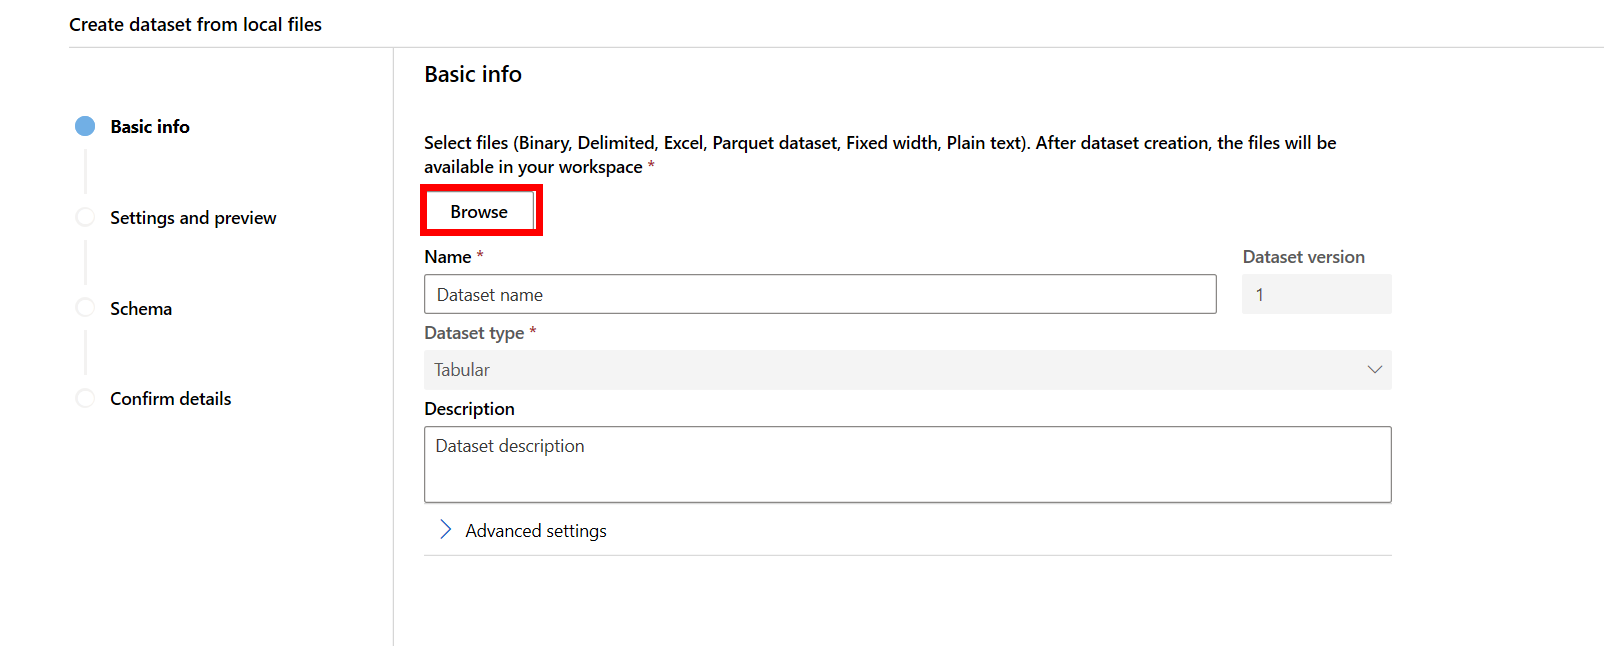 Create dataset from local files
Basic info
Settings and preview
Schema
Confirm details
Basic info
Select files (Binary, Delimited, Excel, Parquet dataset, Fixed width, Plain text). After dataset creation, the files will be
available in your workspace *
Browse
Name *
Dataset version
Dataset name
1
Dataset type *
Tabular
Description
Dataset description
Advanced settings